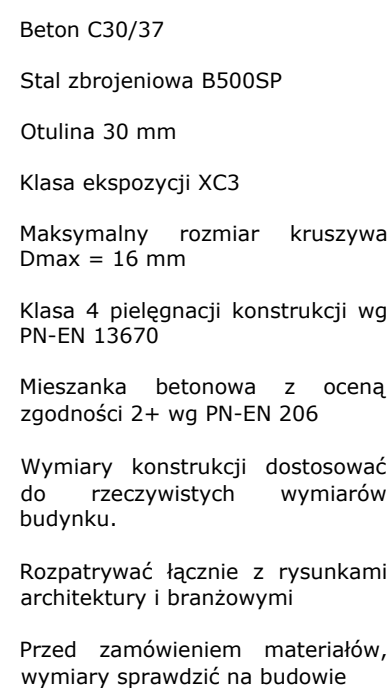 Beton C30/37
Stal zbrojeniowa B500SP
Otulina 30 mm
Klasa ekspozycji XC3
Maksymalny rozmiar kruszywa
Dmax = 16 mm
Klasa 4 pielęgnacji konstrukcji wg
PN-EN 13670
Mieszanka betonowa z oceną
zgodności 2+ wg PN-EN 206
Wymiary konstrukcji dostosować
do rzeczywistych wymiarów
budynku.
Rozpatrywać łącznie z rysunkami
architektury i branżowymi
Przed zamówieniem materiałów,
wymiary sprawdzić na budowie